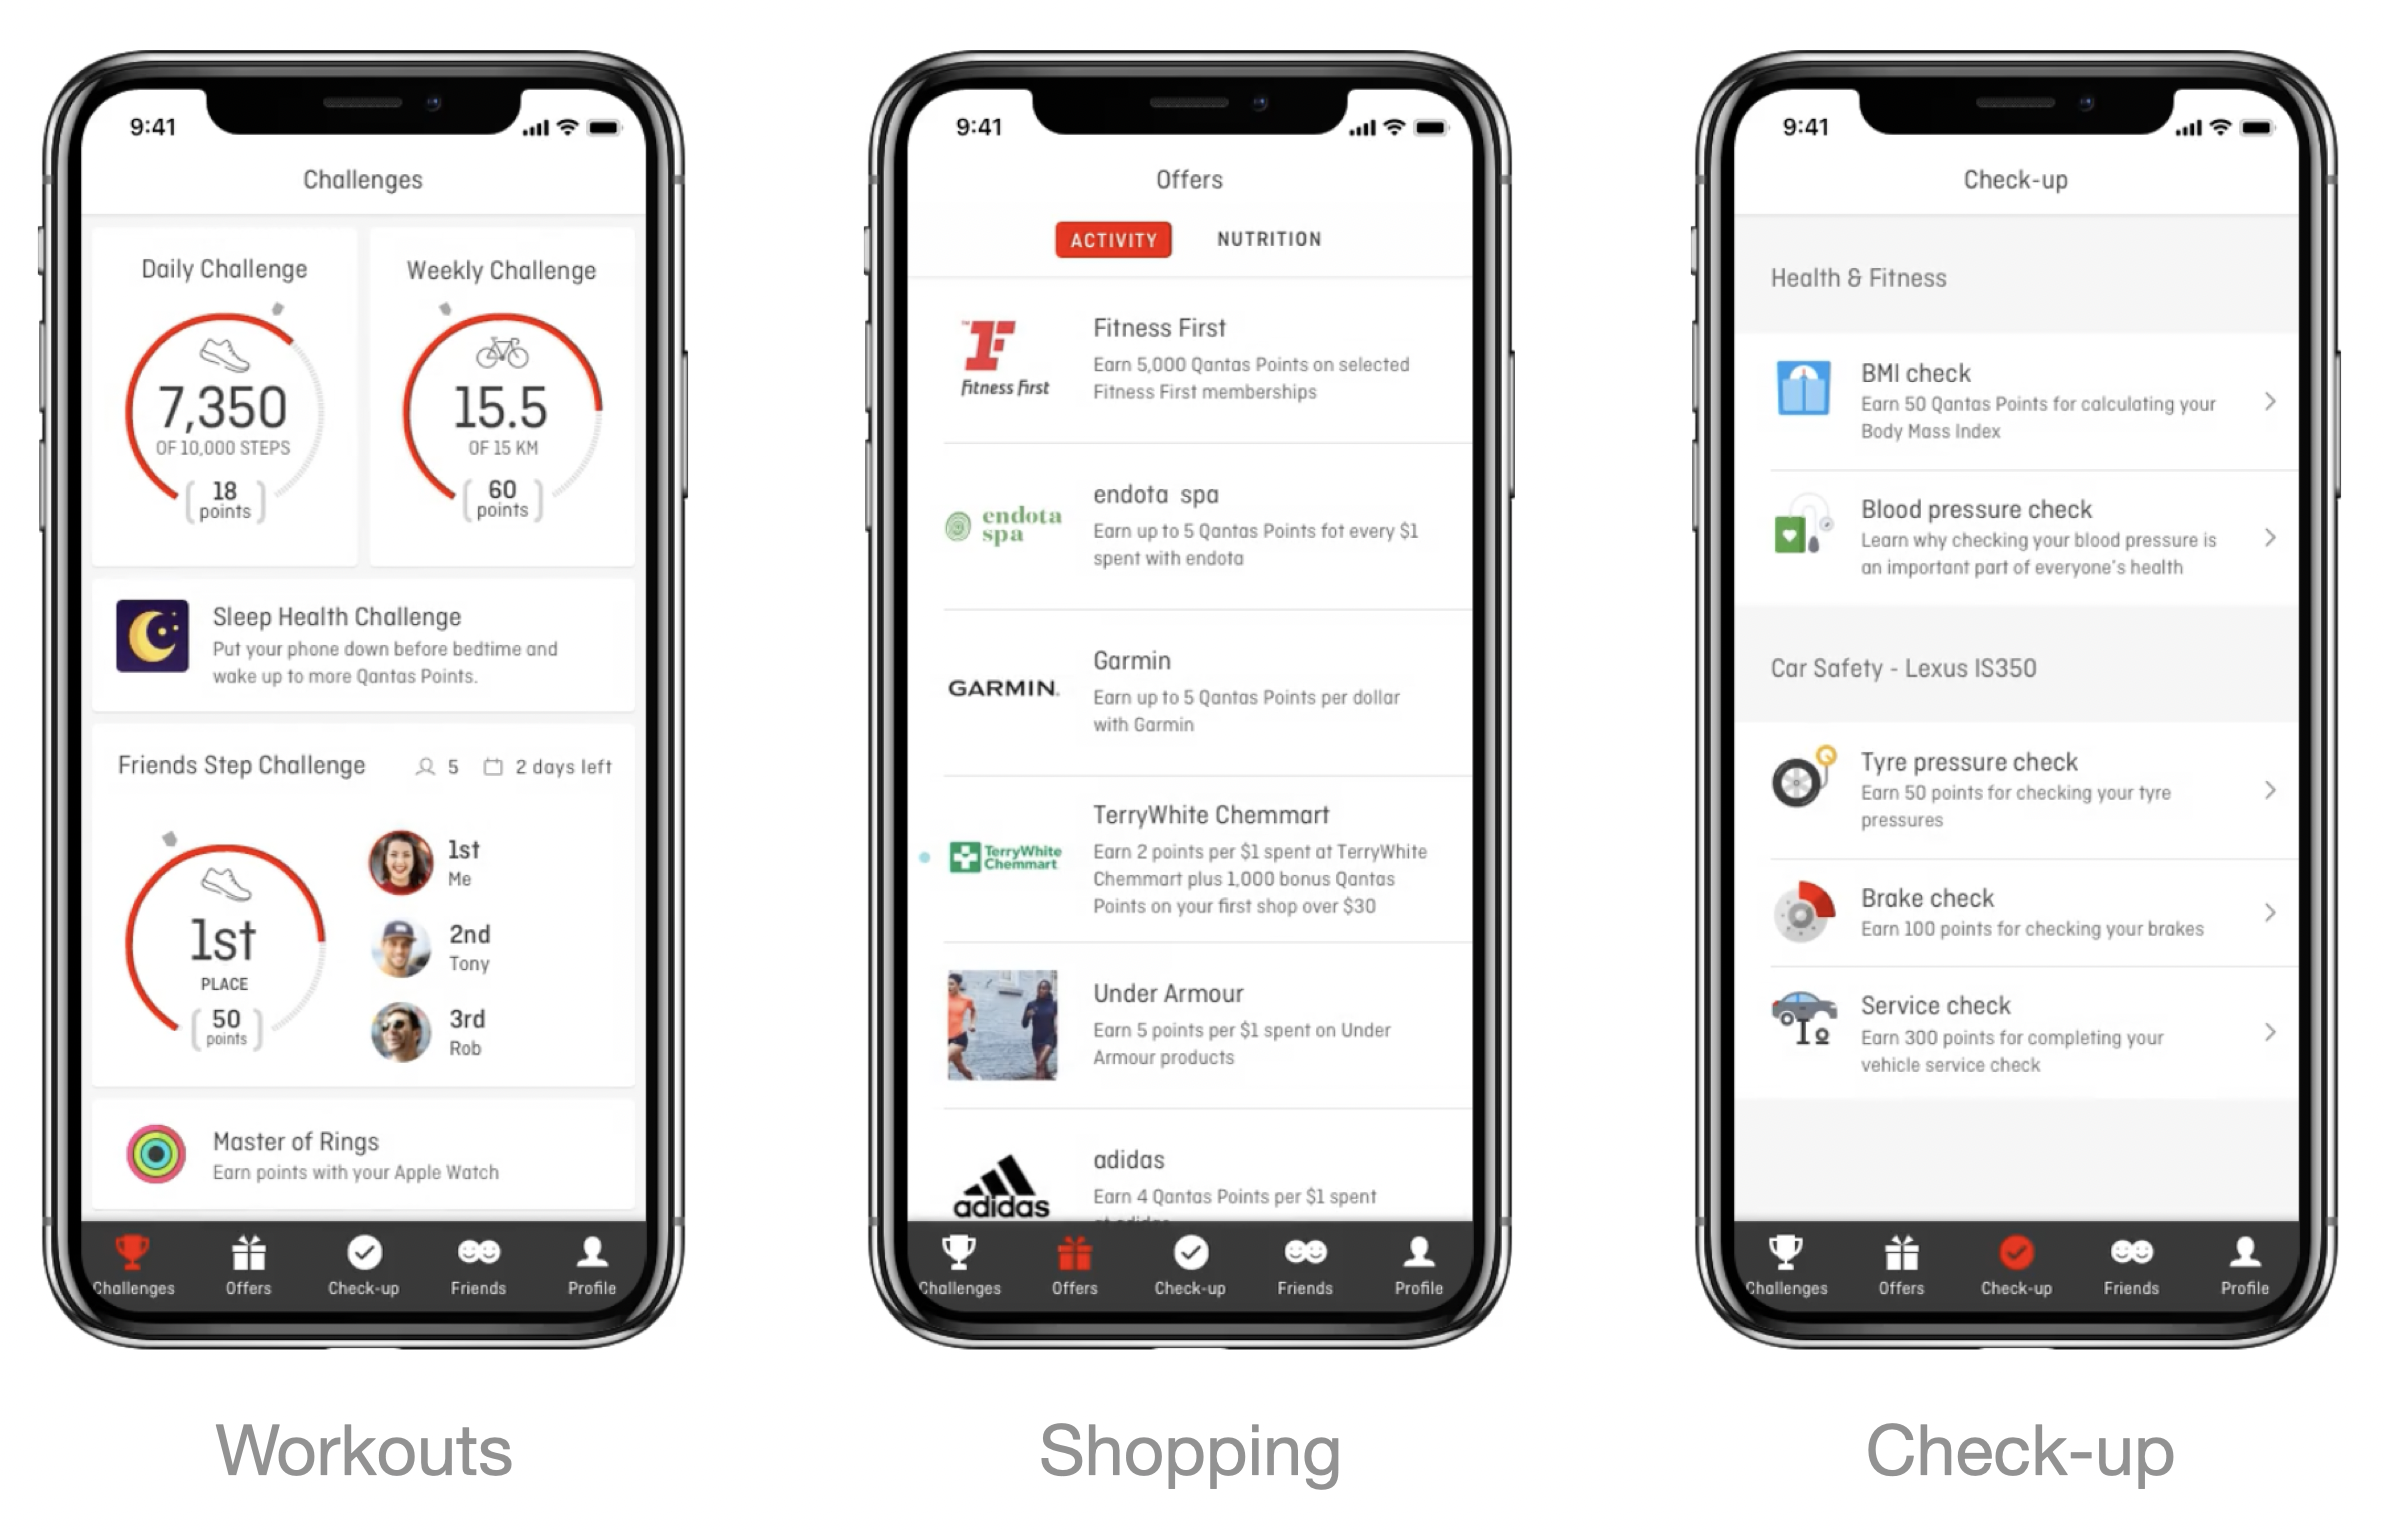 9:41
Challenges
Daily Challenge
7,350
OF 10,000 STEPS
18
points
Weekly Challenge
15.5
OF 15 KM
60
points
Sleep Health Challenge
Put your phone down before bedtime and
wake up to more Qantas Points.
Friends Step Challenge
5
2 days left
1st
PLACE
50
points
1st
Me
2nd
Tony
3rd
Rob
Master of Rings
Earn points with your Apple Watch
Challenges
Offers
Check-up
Friends
Profile
Workouts
9:41
Offers
ACTIVITY
NUTRITION
fitness first
Fitness First
Earn 5,000 Qantas Points on selected
Fitness First memberships
endota
spa
endota spa
Earn up to 5 Qantas Points fot every $1
spent with endota
GARMIN.
Garmin
Earn up to 5 Qantas Points per dollar
with Garmin
TerryWhite
Chemmart
TerryWhite Chemmart
Earn 2 points per $1 spent at TerryWhite
Chemmart plus 1,000 bonus Qantas
Points on your first shop over $30
Under Armour
Earn 5 points per $1 spent on Under
Armour products
adidas
adidas
Earn 4 Qantas Points per $1 spent
at adidas
Challenges
Offers
Check-up
Friends
Profile
Shopping
9:41
Check-up
Health & Fitness
BMI check
Earn 50 Qantas Points for calculating your
Body Mass Index
Blood pressure check
Learn why checking your blood pressure is
an important part of everyone's health
Car Safety - Lexus IS350
Tyre pressure check
Earn 50 points for checking your tyre
pressures
Brake check
Earn 100 points for checking your brakes
Service check
Earn 300 points for completing your
vehicle service check
Challenges
Offers
Check-up
Friends
Profile
Check-up